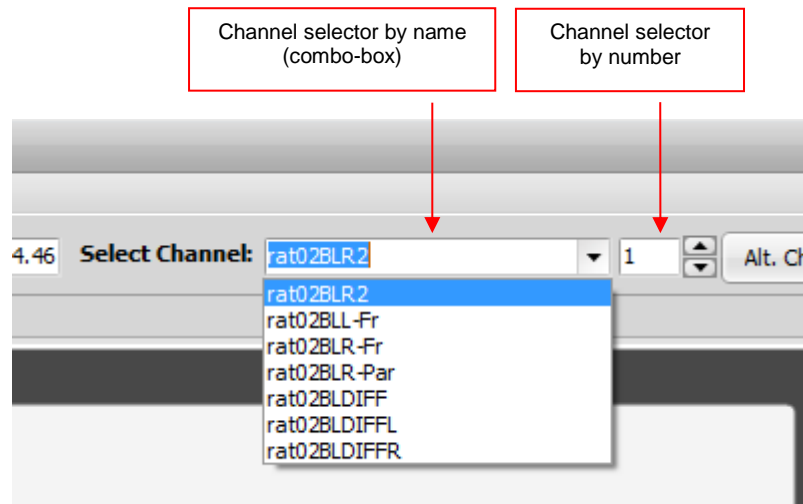 Channel selector by name
(combo-box)
Channel selector
by number
4.46 Select Channel: rat02BLR2 1 Alt. Ch
rat02BLR2
rat02BLL-Fr
rat02BLR-Fr
rat02BLR-Par
rat02BLDIFF
rat02BLDIFFL
rat02BLDIFFR